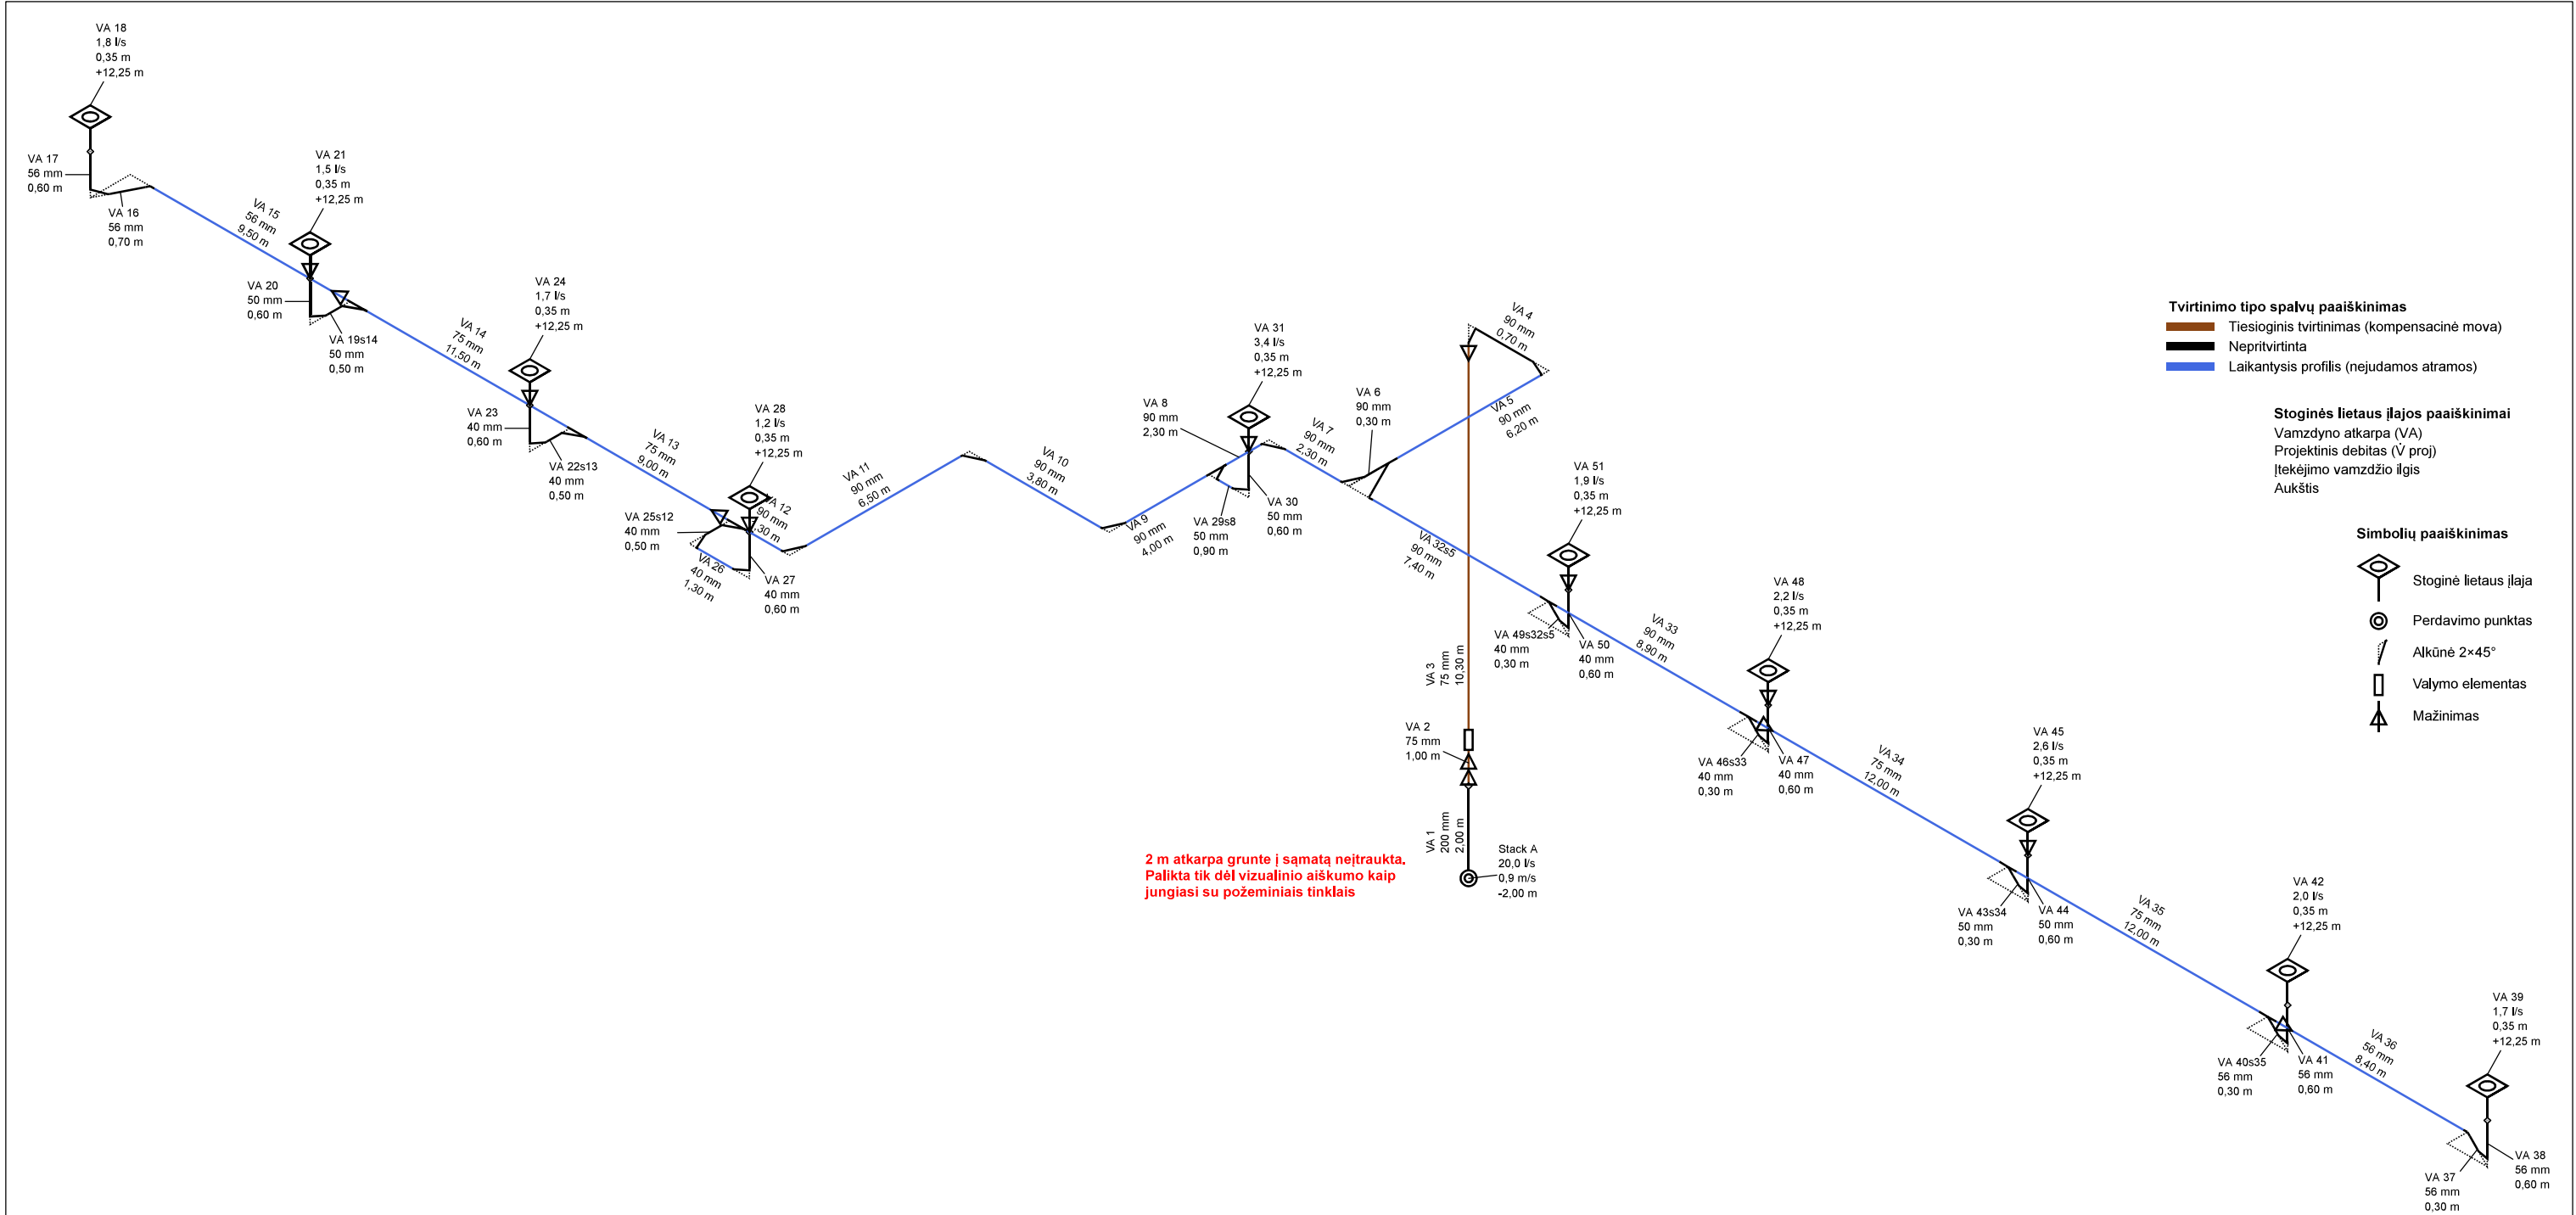 VA 18
1,8 l/s
0,35 m
+12,25 m
VA 17
56 mm
0,60 m
VA 16
56 mm
0,70 m
VA 15
56 mm
9,50 m
VA 21
1,5 l/s
0,35 m
+12,25 m
VA 20
50 mm
0,60 m
VA 19s14
50 mm
0,50 m
VA 14
75 mm
11,50 m
VA 24
1,7 l/s
0,35 m
+12,25 m
VA 23
40 mm
0,60 m
VA 22s13
40 mm
0,50 m
VA 13
75 mm
9,00 m
VA 28
1,2 l/s
0,35 m
+12,25 m
VA 25s12
40 mm
0,50 m
VA 26
40 mm
1,30 m
VA 27
40 mm
0,60 m
VA 12
90 mm
VA 11
90 mm
6,50 m
VA 10
90 mm
3,80 m
VA 9
90 mm
4,00 m
VA 8
90 mm
2,30 m
VA 31
3,4 l/s
0,35 m
+12,25 m
VA 29s8
50 mm
0,90 m
VA 30
50 mm
0,60 m
VA 7
90 mm
2,30 m
VA 6
90 mm
0,30 m
VA 4
90 mm
0,70 m
VA 5
90 mm
6,20 m
VA 32s5
90 mm
7,40 m
VA 3
75 mm
10,30 m
VA 2
75 mm
1,00 m
VA 1
200 mm
2,00 m
Stack A
20,0 l/s
0,9 m/s
-2,00 m
2 m atkarpa grunte į sąmatą neįtraukta.
Palikta tik dėl vizualinio aiškumo kaip
jungiasi su požeminiais tinklais
VA 51
1,9 l/s
0,35 m
+12,25 m
VA 49s32s5
40 mm
0,30 m
VA 50
40 mm
0,60 m
VA 33
90 mm
8,90 m
VA 48
2,2 l/s
0,35 m
+12,25 m
VA 46s33
40 mm
0,30 m
VA 47
40 mm
0,60 m
VA 34
75 mm
12,00 m
VA 45
2,6 l/s
0,35 m
+12,25 m
VA 43s34
50 mm
0,30 m
VA 44
50 mm
0,60 m
VA 35
75 mm
12,00 m
VA 42
2,0 l/s
0,35 m
+12,25 m
VA 40s35
56 mm
0,30 m
VA 41
56 mm
0,60 m
VA 36
56 mm
8,40 m
VA 39
1,7 l/s
0,35 m
+12,25 m
VA 37
56 mm
0,30 m
VA 38
56 mm
0,60 m
Tvirtinimo tipo spalvų paaiškinimas
Tiesioginis tvirtinimas (kompensacinė mova)
Nepritvirtinta
Laikantysis profilis (nejudamos atramos)
Stoginės lietaus įlajos paaiškinimai
Vamzdyno atkarpa (VA)
Projektinis debitas (V̇ proj)
Įtekėjimo vamzdžio ilgis
Aukštis
Simbolių paaiškinimas
Stoginė lietaus įlaja
Perdavimo punktas
Alkūnė 2×45°
Valymo elementas
Mažinimas